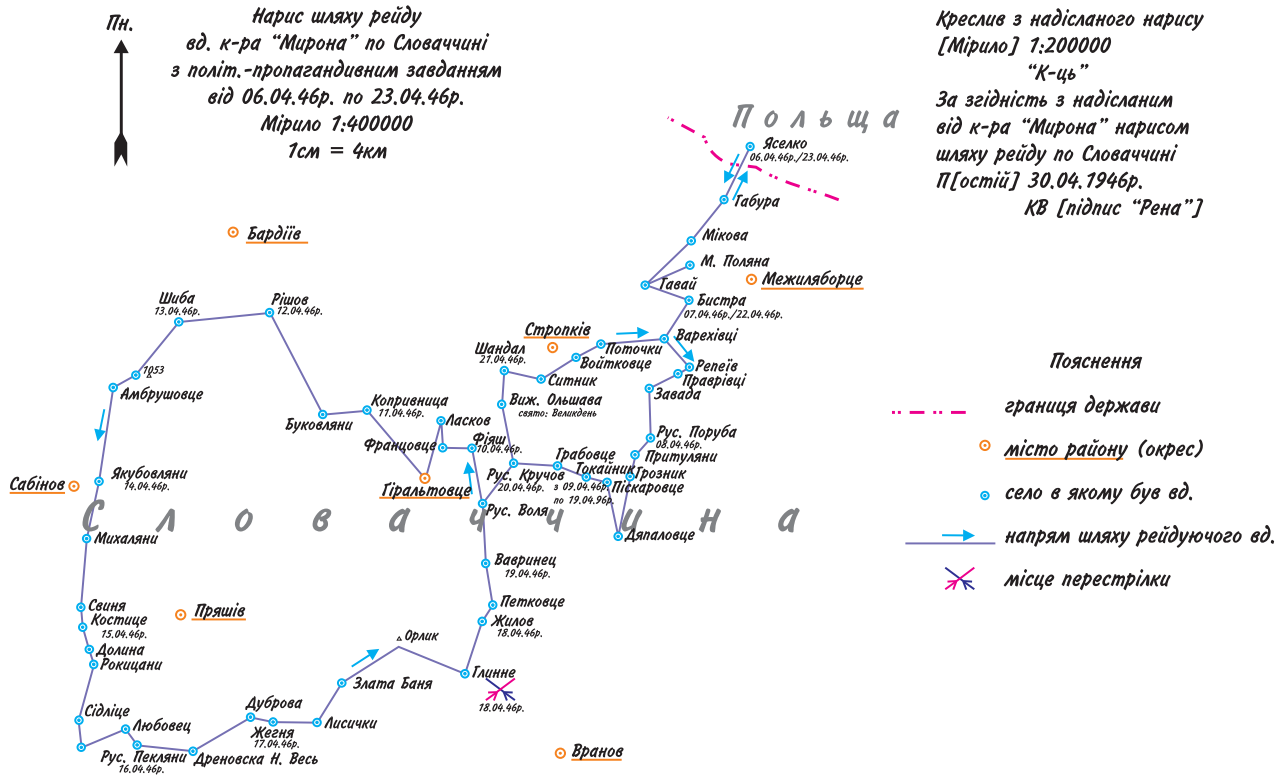 Пн.
Нарис шляху рейду
вд. к-ра “Мирона” по Словаччині
з політ.-пропагандивним завданням
від 06.04.46р. по 23.04.46р.
Мірило 1:400000
1см = 4км
Креслив з надісланого нарису
[Мірило] 1:200000
“К-ць”
За згідність з надісланим
від к-ра “Мирона” нарисом
шляху рейду по Словаччині
П[остій] 30.04.1946р.
КВ [підпис “Рена”]
Польща
Яселко
06.04.46р./23.04.46р.
Габура
Мікова
М. Поляна
Гавай
Межиляборце
Бистра
07.04.46р./22.04.46р.
Бардіїв
Шиба
13.04.46р.
Рішов
12.04.46р.
Стропків
Варехівці
Поточки
Войтковце
Шандал
21.04.46р.
Ситник
Репеїв
Праврівці
Завада
1053
Амбрушовце
Буковляни
Копривница
11.04.46р.
Ласков
Виж. Ольшава
свято: Великдень
Францовце
Фіяш
10.04.46р.
Рус. Поруба
08.04.46р.
Притуляни
Грабовце
Токайник
Грозник
Рус. Кручов
20.04.46р.
з 09.04.46р.
по 19.04.96р.
Піскаровце
Якубовляни
14.04.46р.
Сабінов
Гіральтовце
Рус. Воля
Словаччина
Дяпаловце
Михаляни
Вавринец
19.04.46р.
Свиня
Костице
15.04.46р.
Пряшів
Петковце
Жилов
18.04.46р.
Долина
Рокицани
Орлик
Глинне
18.04.46р.
Злата Баня
Сідліце
Любовец
Дуброва
Жегня
17.04.46р.
Лисички
Рус. Пекляни
16.04.46р.
Дреновска Н. Весь
Вранов
Пояснення
границя держави
місто району (окрес)
село в якому був вд.
напрям шляху рейдуючого вд.
місце перестрілки